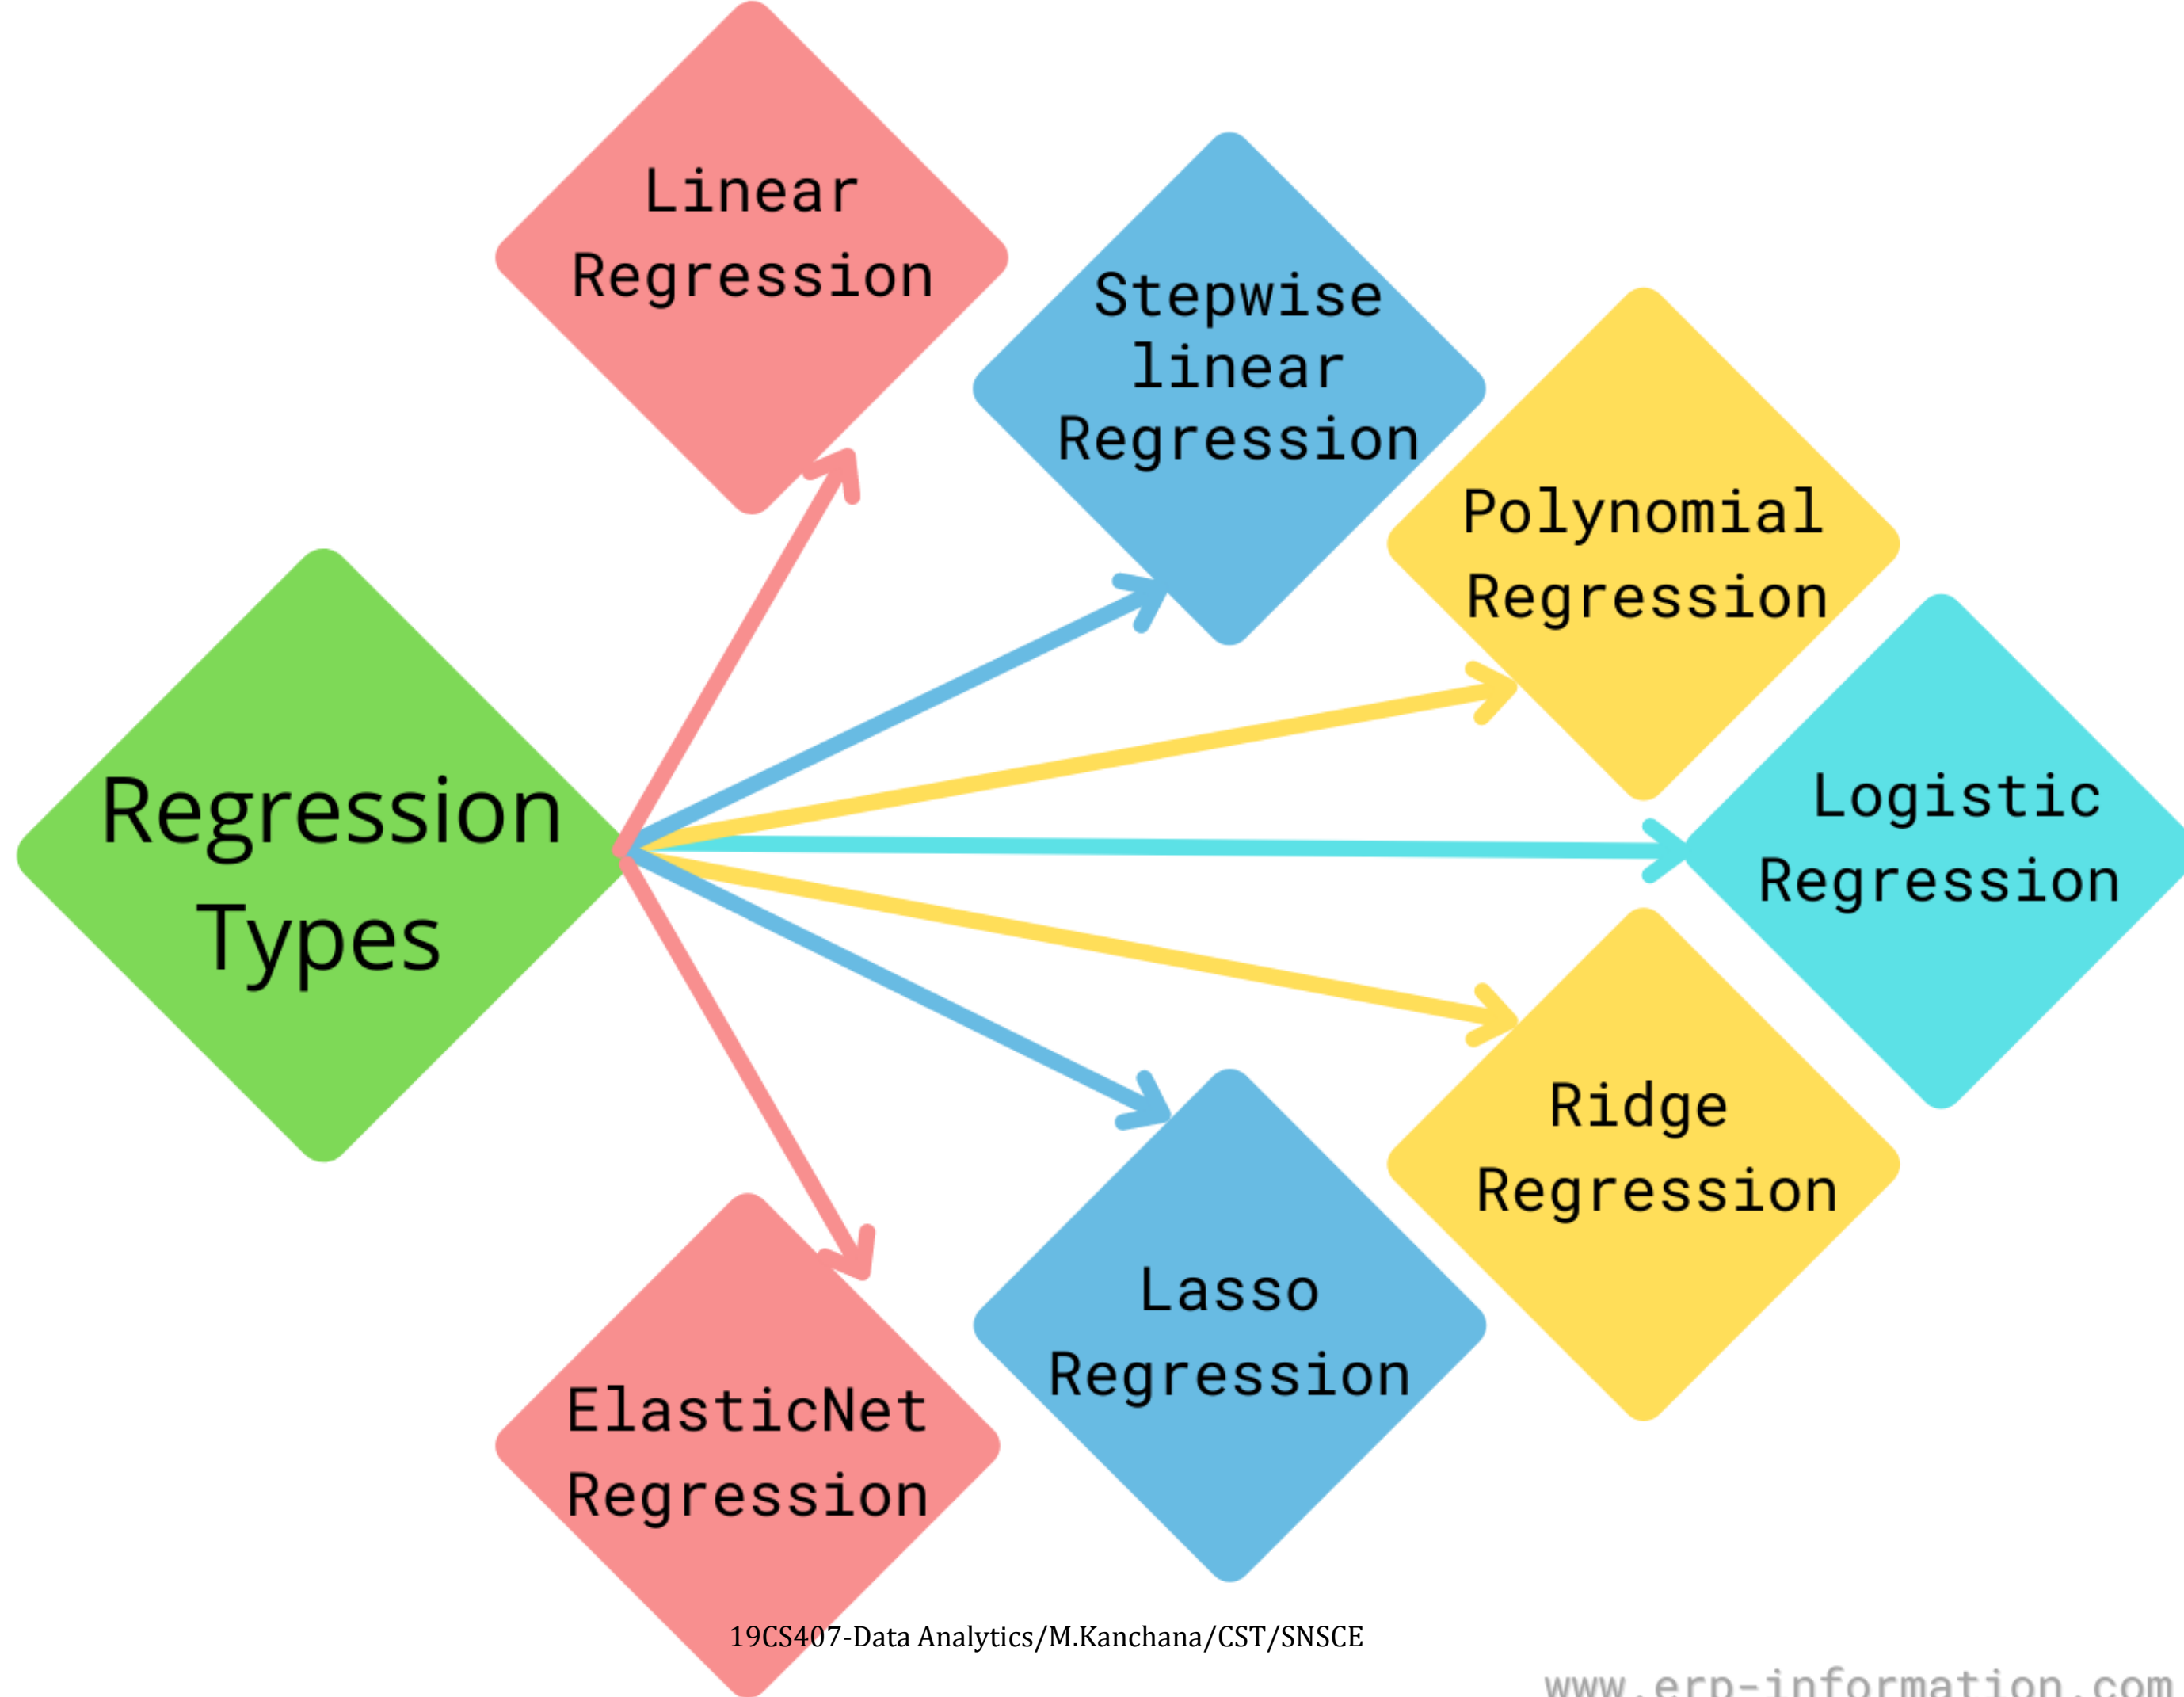 Linear
Regression
Stepwise
linear
Regression
Polynomial
Regression
Logistic
Regression
Regression
Types
Ridge
Regression
Lasso
Regression
ElasticNet
Regression
19CS407-Data Analytics/M.Kanchana/CST/SNSCE
www.erp-information.com